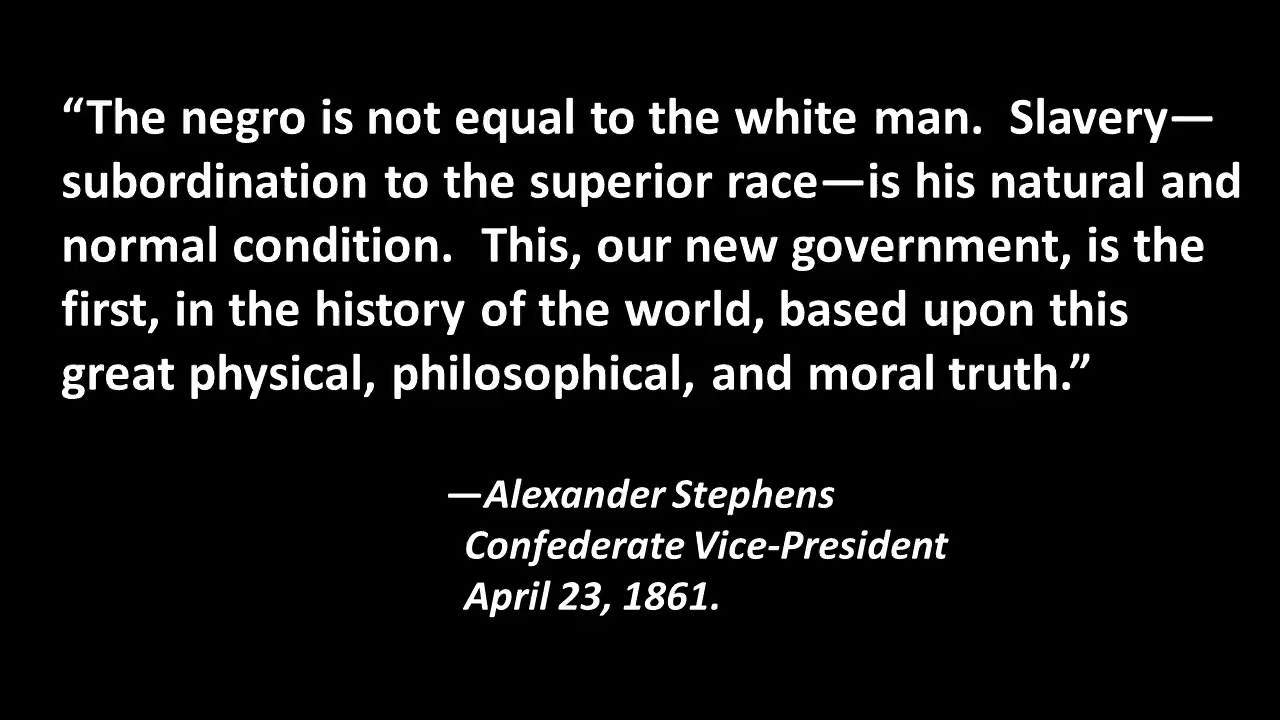 “The negro is not equal to the white man.  Slavery—
subordination to the superior race—is his natural and
normal condition.  This, our new government, is the
first, in the history of the world, based upon this
great physical, philosophical, and moral truth.”
—Alexander Stephens
Confederate Vice-President
April 23, 1861.